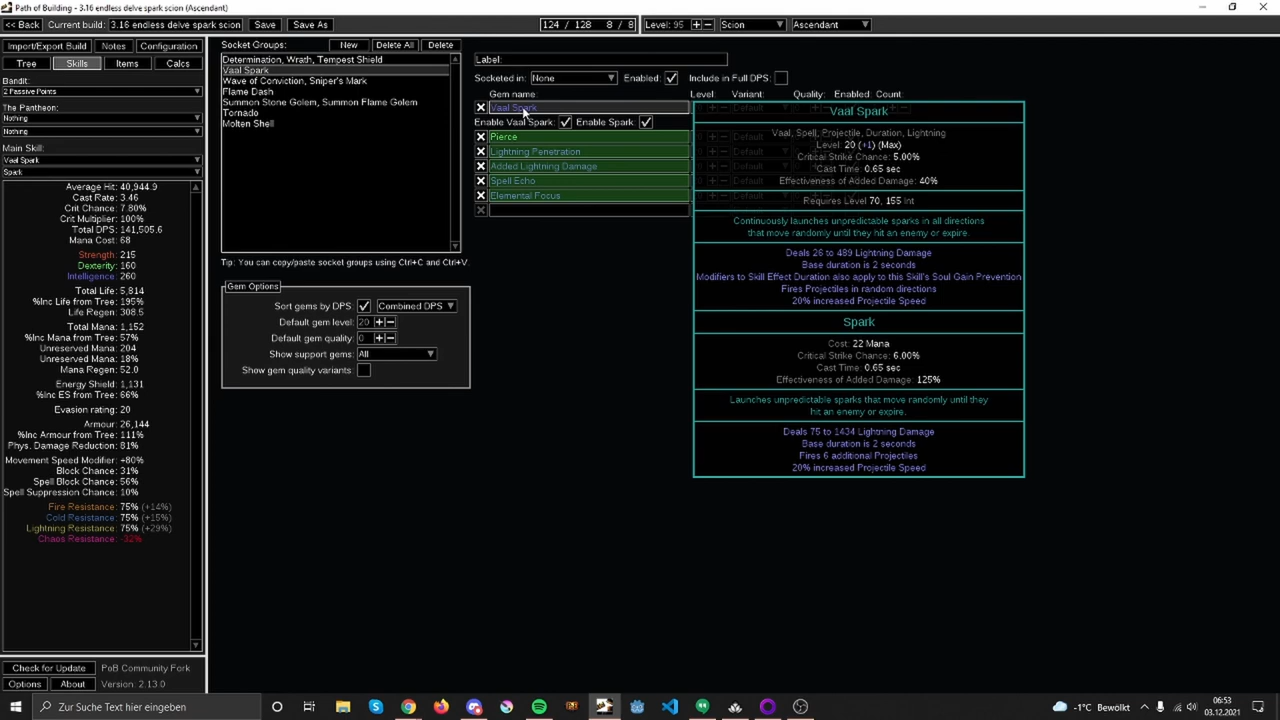 Path of Building - 3.16 endless delve spark scion (Ascendant)
<< Back Current build: 3.16 endless delve spark scion Save Save As 124 / 128 8 / 8 Level: 95 Scion Ascendant
Import/Export Build Notes Configuration
Tree Skills Items Calcs
Bandit:
2 Passive Points
The Pantheon:
Nothing
Nothing
Main Skill:
Vaal Spark
Spark
Average Hit: 40,944.9
Cast Rate: 3.46
Crit Chance: 7.80%
Crit Multiplier: 100%
Total DPS: 141,505.6
Mana Cost: 68
Strength: 215
Dexterity: 160
Intelligence: 260
Total Life: 5,814
%Inc Life from Tree: 195%
Life Regen: 308.5
Total Mana: 1,152
%Inc Mana from Tree: 57%
Unreserved Mana: 204
Unreserved Mana: 18%
Mana Regen: 52.0
Energy Shield: 1,131
%Inc ES from Tree: 66%
Evasion rating: 20
Armour: 26,144
%Inc Armour from Tree: 111%
Phys. Damage Reduction: 81%
Movement Speed Modifier: +80%
Block Chance: 31%
Spell Block Chance: 56%
Spell Suppression Chance: 10%
Fire Resistance: 75% (+14%)
Cold Resistance: 75% (+15%)
Lightning Resistance: 75% (+29%)
Chaos Resistance: -32%
Check for Update PoB Community Fork
Options About Version: 2.13.0
Socket Groups: New Delete All Delete
Determination, Wrath, Tempest Shield
Vaal Spark
Wave of Conviction, Sniper's Mark
Flame Dash
Summon Stone Golem, Summon Flame Golem
Tornado
Molten Shell
Tip: You can copy/paste socket groups using Ctrl+C and Ctrl+V.
Gem Options
Sort gems by DPS: Combined DPS
Default gem level: 20
Default gem quality: 0
Show support gems: All
Show gem quality variants:
Label:
Socketed in: None Enabled: Include in Full DPS:
Gem name: Level: Variant: Quality: Enabled: Count:
Vaal Spark
Enable Vaal Spark: Enable Spark:
Pierce
Lightning Penetration
Added Lightning Damage
Spell Echo
Elemental Focus
Vaal Spark
Vaal, Spell, Projectile, Duration, Lightning
Level: 20 (+1) (Max)
Critical Strike Chance: 5.00%
Cast Time: 0.65 sec
Effectiveness of Added Damage: 40%
Requires Level 70, 155 Int
Continuously launches unpredictable sparks in all directions
that move randomly until they hit an enemy or expire.
Deals 26 to 489 Lightning Damage
Base duration is 2 seconds
Modifiers to Skill Effect Duration also apply to this Skill's Soul Gain Prevention
Fires Projectiles in random directions
20% increased Projectile Speed
Spark
Cost: 22 Mana
Critical Strike Chance: 6.00%
Cast Time: 0.65 sec
Effectiveness of Added Damage: 125%
Launches unpredictable sparks that move randomly until they
hit an enemy or expire.
Deals 75 to 1434 Lightning Damage
Base duration is 2 seconds
Fires 6 additional Projectiles
20% increased Projectile Speed
Zur Suche Text hier eingeben
-1°C Bewölkt
06:53
03.12.2021